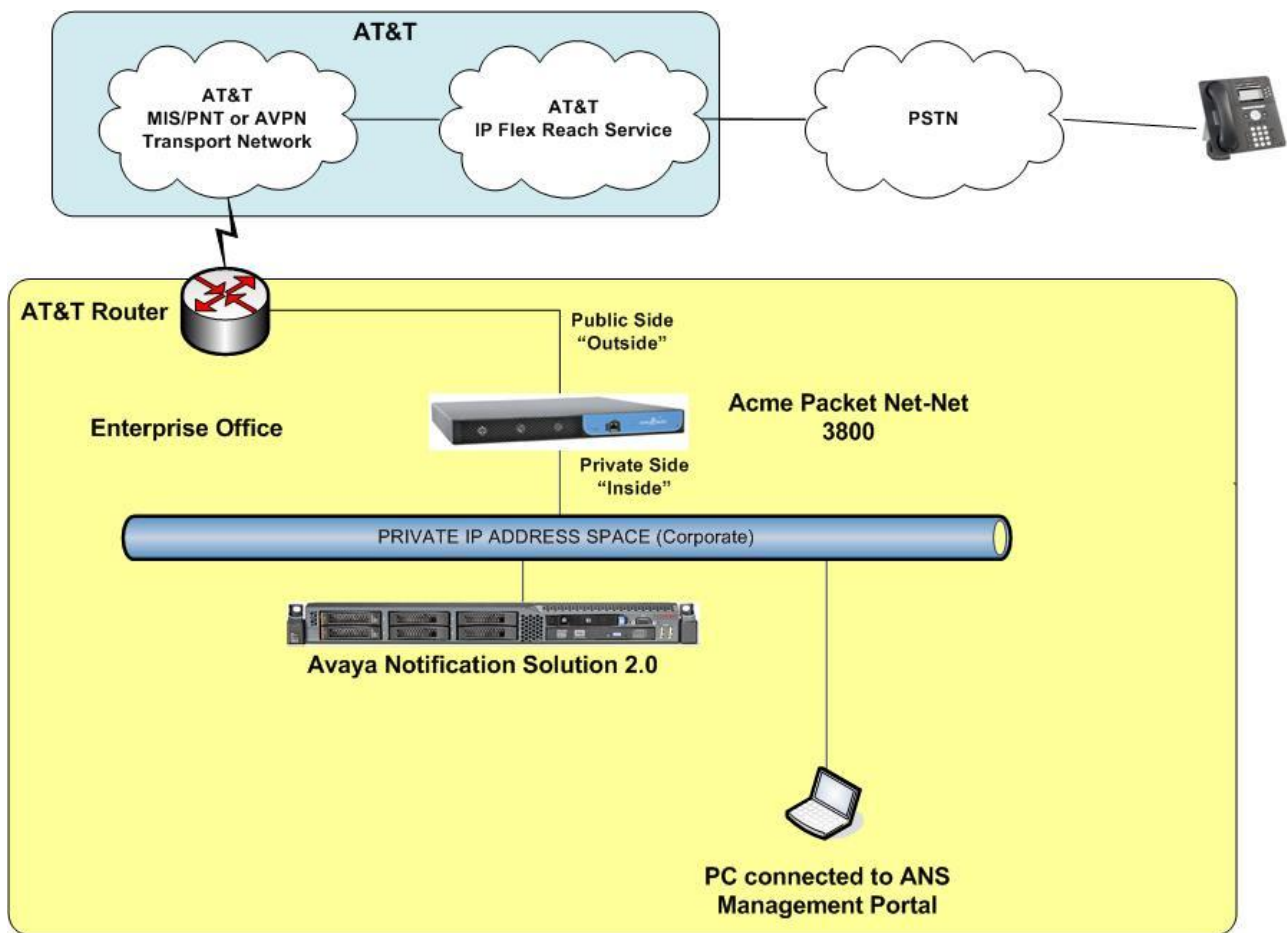 AT&T
AT&T
MIS/PNT or AVPN
Transport Network
AT&T
IP Flex Reach Service
PSTN
AT&T Router
Public Side
“Outside”
Enterprise Office
Acme Packet Net-Net
3800
Private Side
“Inside”
PRIVATE IP ADDRESS SPACE (Corporate)
Avaya Notification Solution 2.0
PC connected to ANS
Management Portal